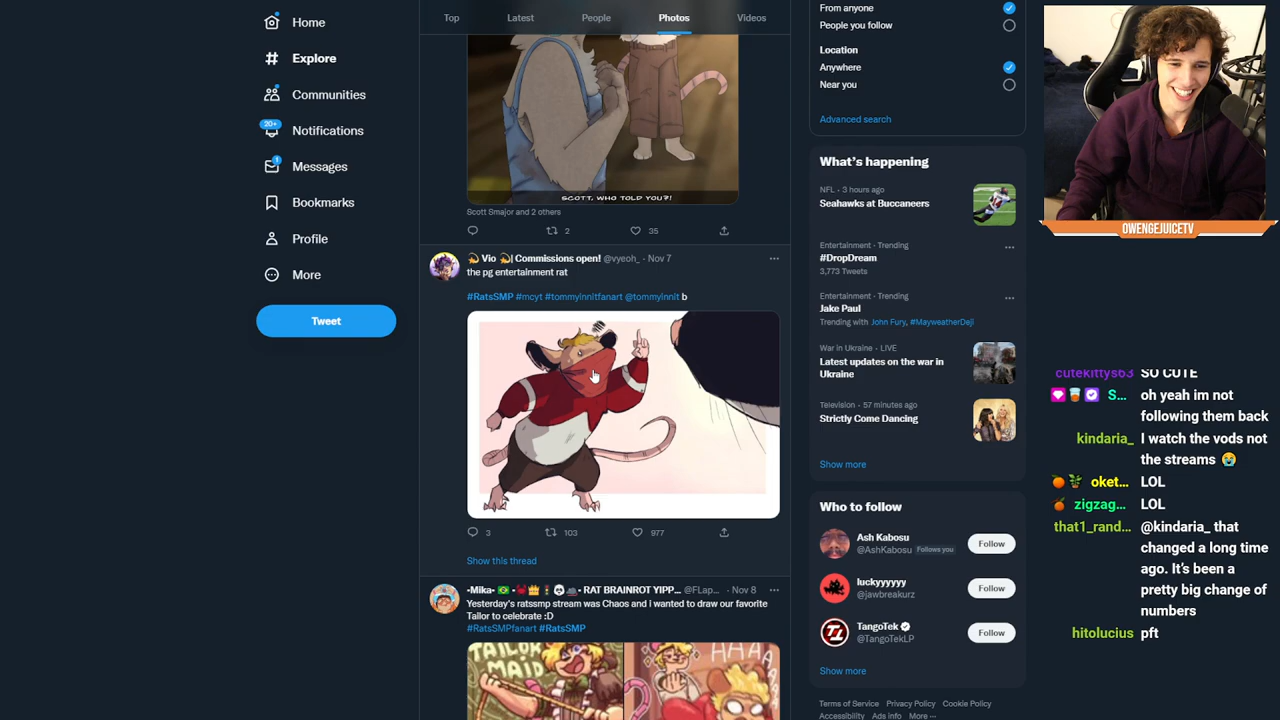 Home
Explore
Communities
20+
Notifications
Messages
Bookmarks
Profile
More
Tweet
Top
Latest
People
Photos
Videos
SCOTT, WHO TOLD YOU?!
Scott Smajor and 2 others
2
35
Vio | Commissions open! @vyeoh_ · Nov 7
the pg entertainment rat
#RatsSMP #mcyt #tommyinnitfanart @tommyinnit b
3
103
977
Show this thread
-Mika- RAT BRAINROT YIPP... @FLap... · Nov 8
Yesterday's ratssmp stream was Chaos and i wanted to draw our favorite
Tailor to celebrate :D
#RatsSMPfanart #RatsSMP
TAILOR
MAID
From anyone
People you follow
Location
Anywhere
Near you
Advanced search
What's happening
NFL · 3 hours ago
Seahawks at Buccaneers
Entertainment · Trending
#DropDream
3,773 Tweets
Entertainment · Trending
Jake Paul
Trending with John Fury, #MayweatherDeji
War in Ukraine · LIVE
Latest updates on the war in
Ukraine
Television · 57 minutes ago
Strictly Come Dancing
Show more
Who to follow
Ash Kabosu
@AshKabosu Follows you
Follow
luckyyyyyy
@jawbreakurz
Follow
TangoTek
@TangoTekLP
Follow
Show more
Terms of Service Privacy Policy Cookie Policy
Accessibility Ads info More ...
OWENGEJUICETV
cutekittys63 SO CUTE
S... oh yeah im not
following them back
kindaria_ I watch the vods not
the streams 😭
oket... LOL
zigzag... LOL
that1_rand... @kindaria_ that
changed a long time
ago. It's been a
pretty big change of
numbers
hitolucius pft